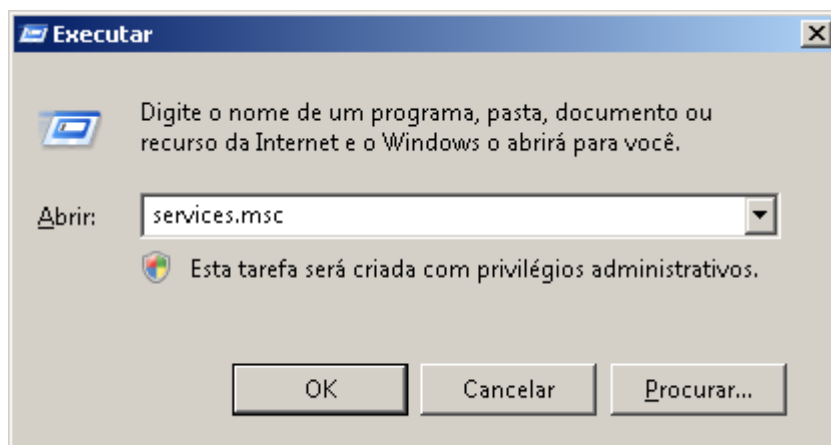 Executar
Digite o nome de um programa, pasta, documento ou
recurso da Internet e o Windows o abrirá para você.
Abrir: services.msc
Esta tarefa será criada com privilégios administrativos.
OK Cancelar Procurar...